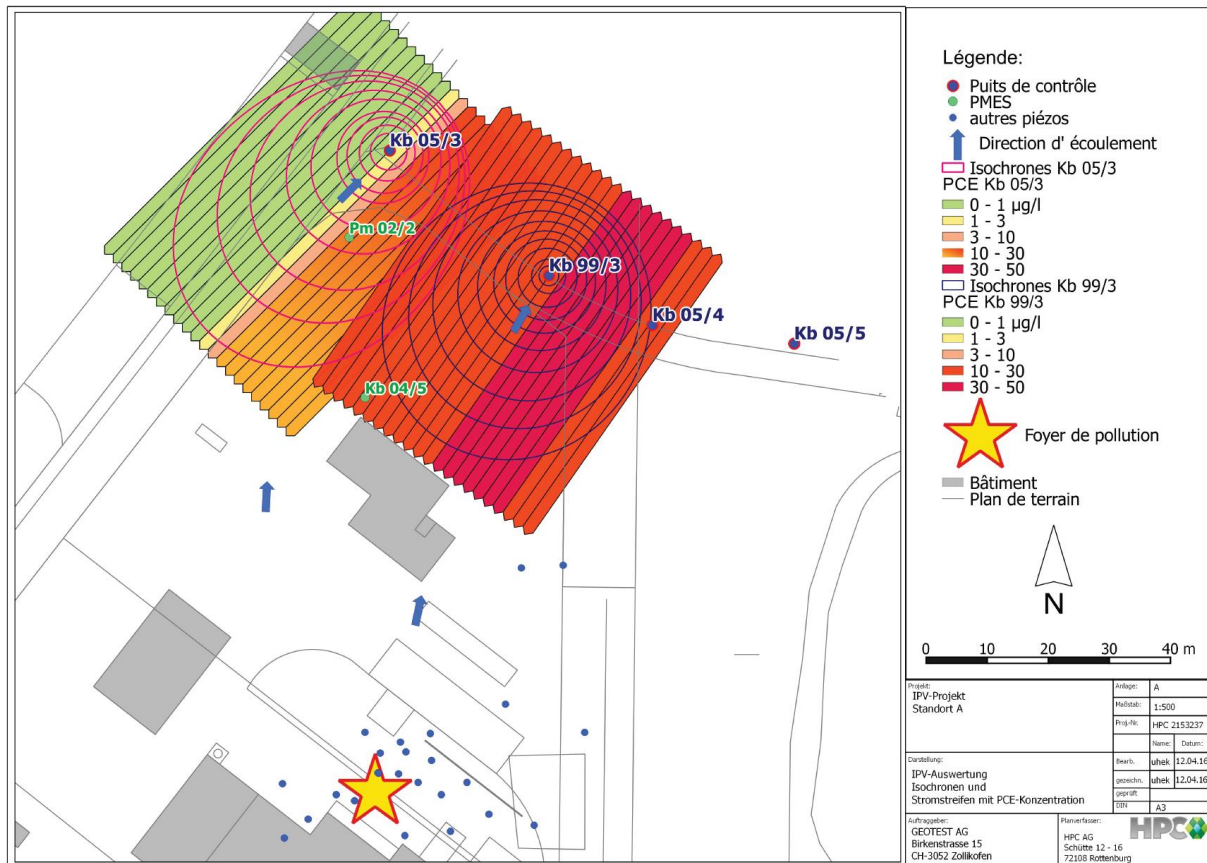 Kb 05/3
Pm 02/2
Kb 99/3
Kb 05/4
Kb 05/5
Kb 04/5
Légende:
Puits de contrôle
PMES
autres piézos
Direction d' écoulement
Isochrones Kb 05/3
PCE Kb 05/3
0 - 1 µg/l
1 - 3
3 - 10
10 - 30
30 - 50
Isochrones Kb 99/3
PCE Kb 99/3
0 - 1 µg/l
1 - 3
3 - 10
10 - 30
30 - 50
Foyer de pollution
Bâtiment
Plan de terrain
N
0 10 20 30 40 m
Projekt:
IPV-Projekt
Standort A
Anlage: A
Maßstab: 1:500
Proj.-Nr. HPC 2153237
Name: Datum:
Darstellung:
IPV-Auswertung
Isochronen und
Stromstreifen mit PCE-Konzentration
Bearb. uhek 12.04.16
gezeichn. uhek 12.04.16
geprüft
DIN A3
Auftraggeber:
GEOTEST AG
Birkenstrasse 15
CH-3052 Zollikofen
Planverfasser:
HPC
HPC AG
Schütte 12 - 16
72108 Rottenburg